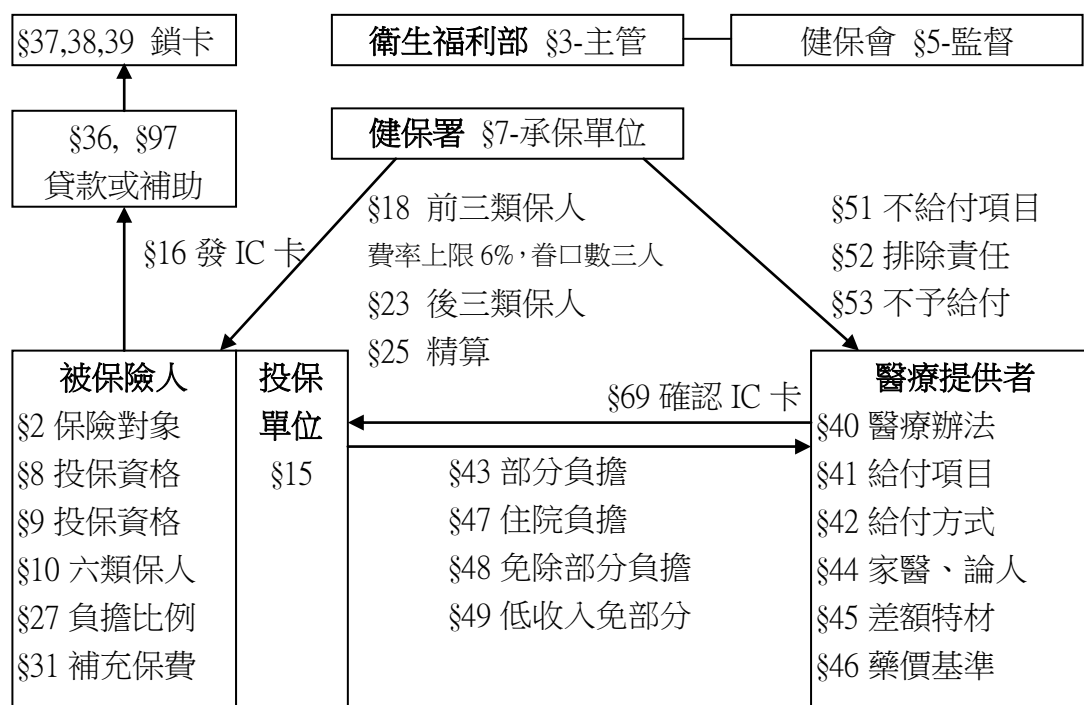 §37,38,39 鎖卡
衛生福利部 §3-主管
健保會 §5-監督
§36, §97
貸款或補助
健保署 §7-承保單位
§16 發 IC 卡
§18 前三類保人
費率上限 6%，眷口數三人
§23 後三類保人
§25 精算
§51 不給付項目
§52 排除責任
§53 不予給付
被保險人
§2 保險對象
§8 投保資格
§9 投保資格
§10 六類保人
§27 負擔比例
§31 補充保費
投保
單位
§15
§69 確認 IC 卡
§43 部分負擔
§47 住院負擔
§48 免除部分負擔
§49 低收入免部分
醫療提供者
§40 醫療辦法
§41 給付項目
§42 給付方式
§44 家醫、論人
§45 差額特材
§46 藥價基準